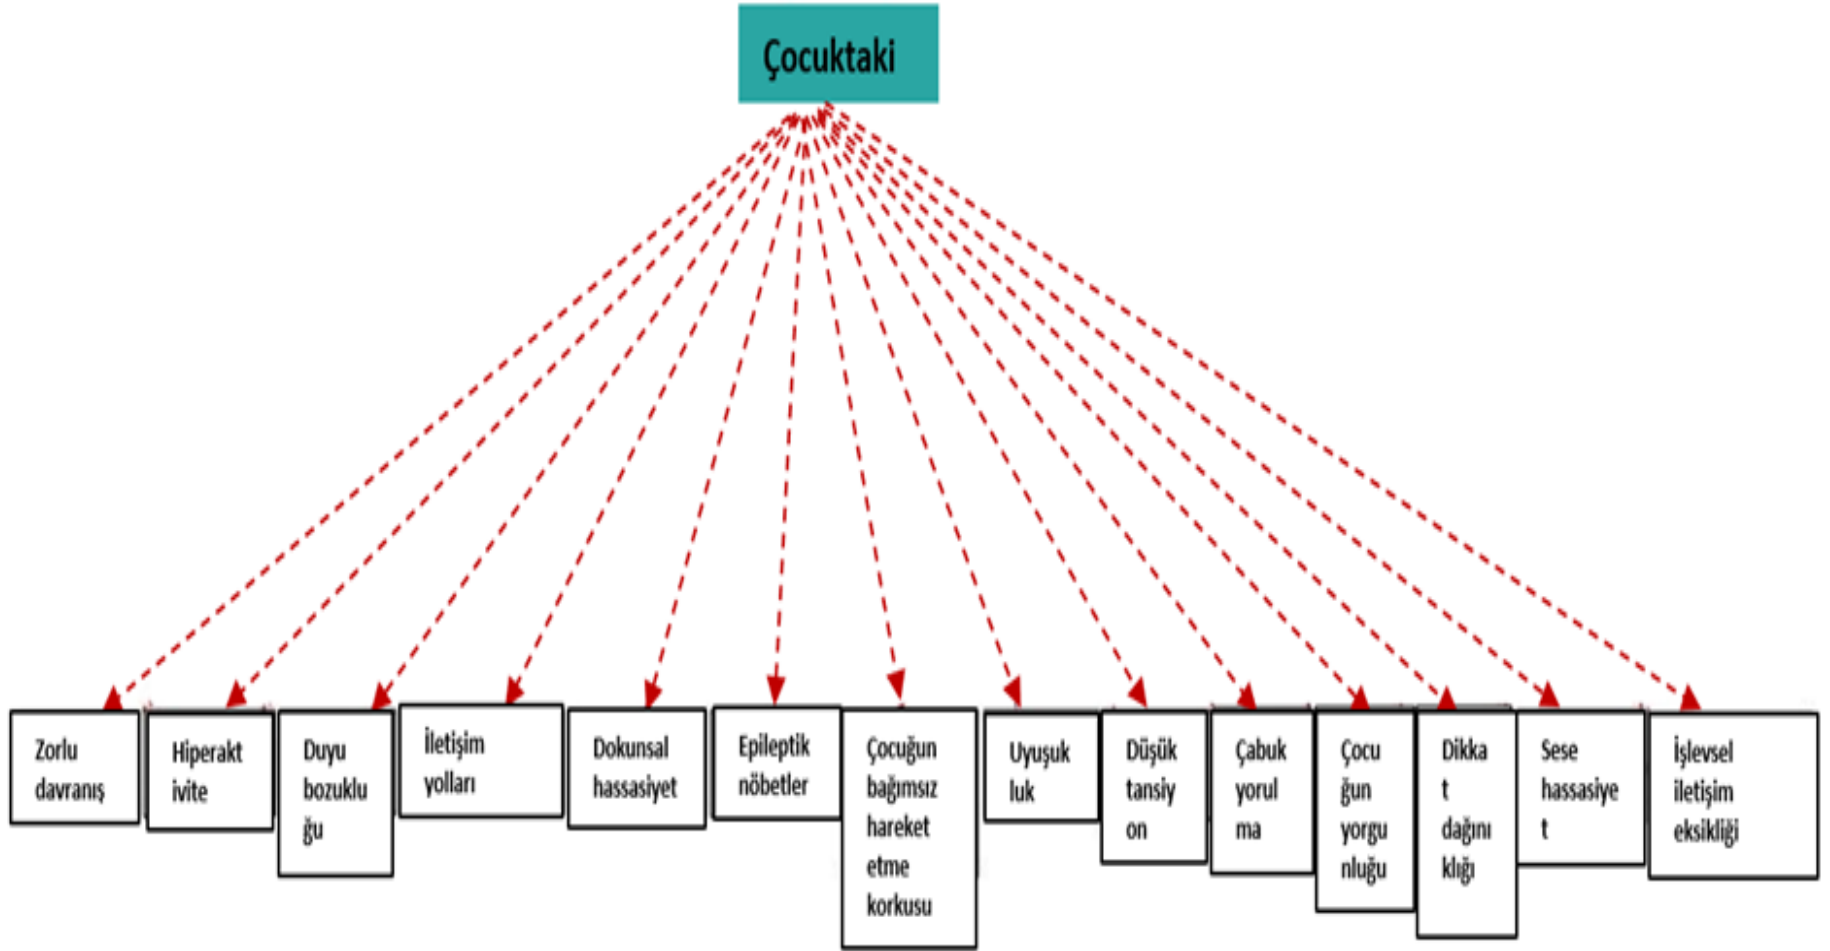 Çocuktaki
Zorlu
davranış
Hiperakt
ivite
Duyu
bozuklu
ğu
İletişim
yolları
Dokunsal
hassasiyet
Epileptik
nöbetler
Çocuğun
bağımsız
hareket
etme
korkusu
Uyuşuk
luk
Düşük
tansiy
on
Çabuk
yorul
ma
Çocu
ğun
yorgu
nluğu
Dikka
t
dağını
klığı
Sese
hassasiye
t
İşlevsel
iletişim
eksikliği